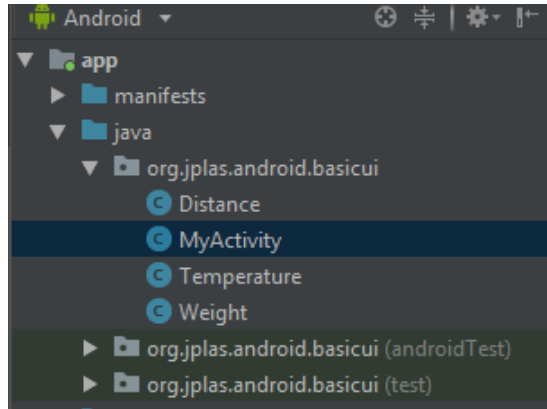 Android
app
manifests
java
org.jplas.android.basicui
C Distance
C MyActivity
C Temperature
C Weight
org.jplas.android.basicui (androidTest)
org.jplas.android.basicui (test)